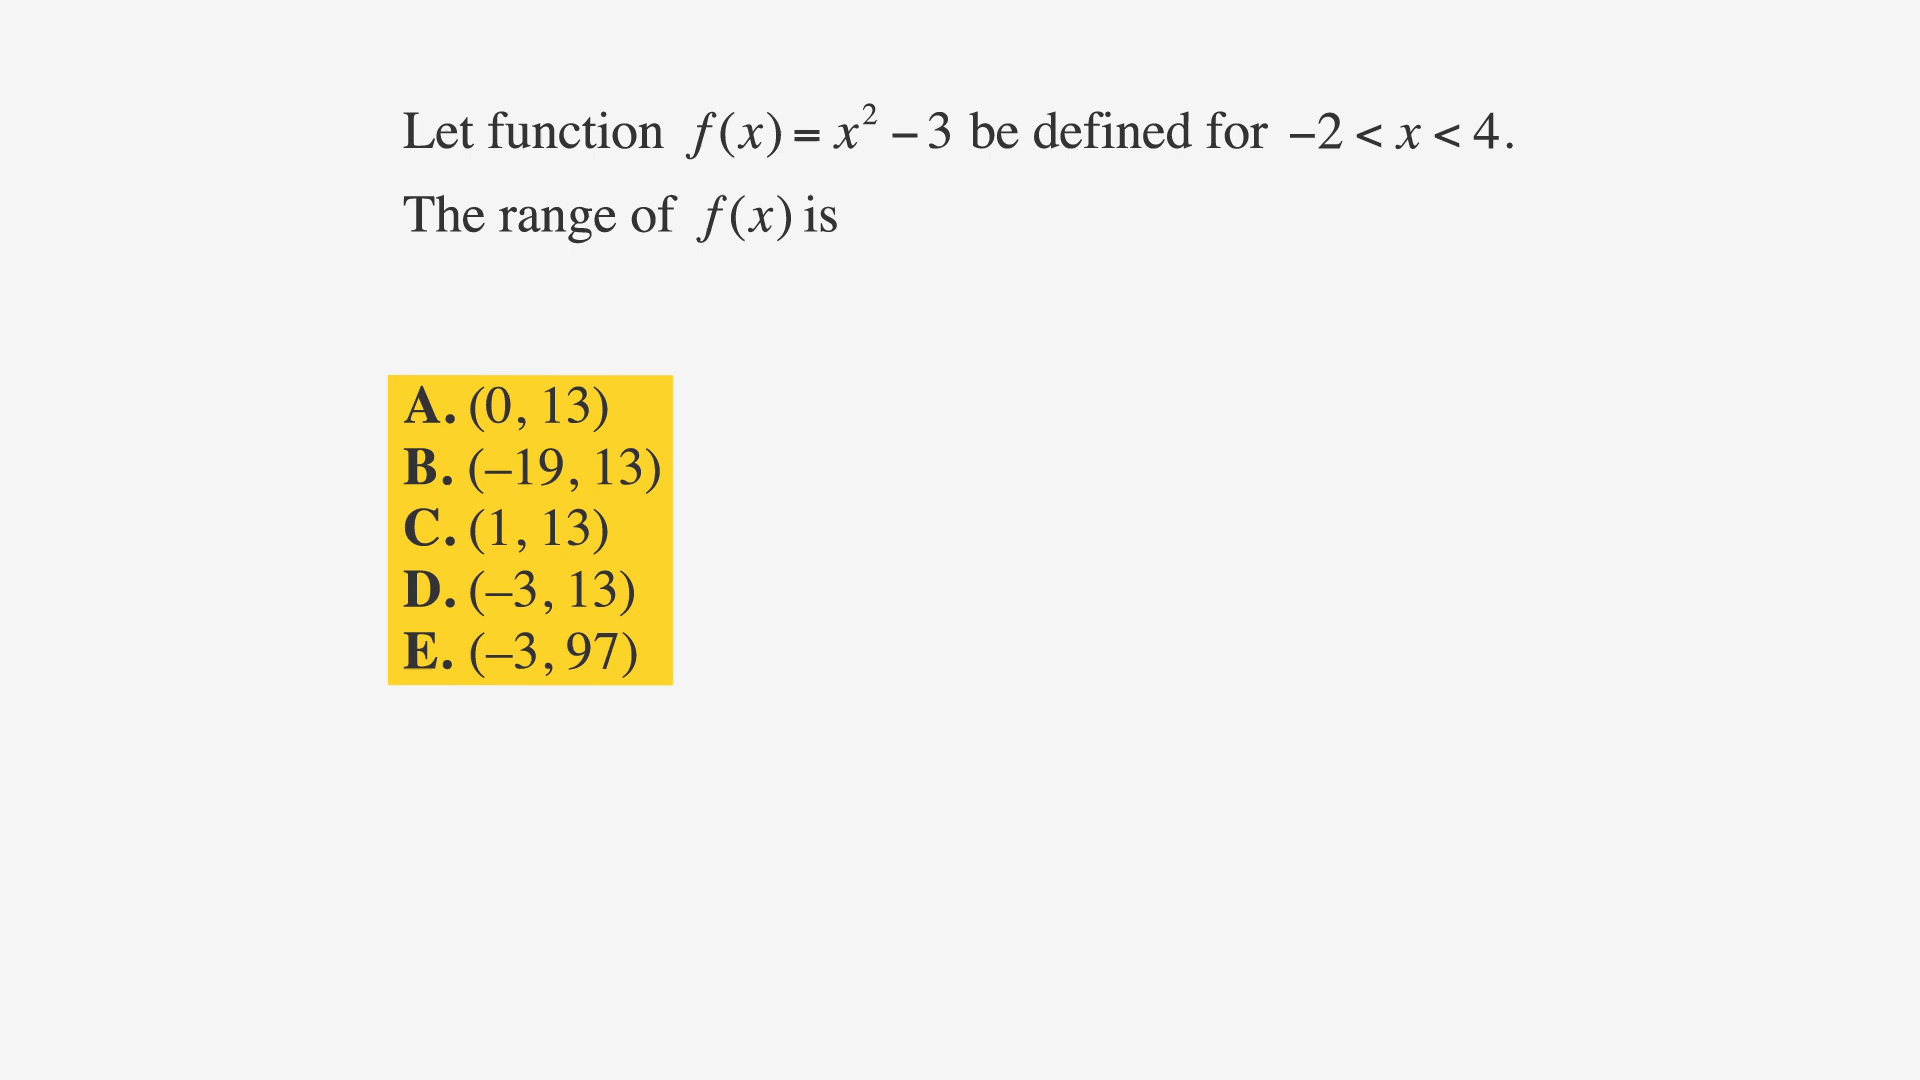 Let function f(x) = x² − 3 be defined for −2 < x < 4.
The range of f(x) is
A. (0, 13)
B. (–19, 13)
C. (1, 13)
D. (–3, 13)
E. (–3, 97)